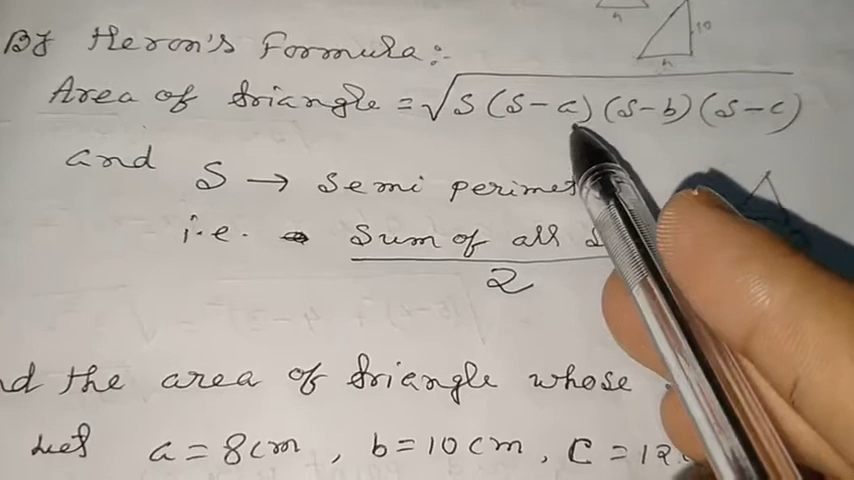 10
h
h
By Heron's Formula:-
Area of triangle = √S(S-a)(S-b)(S-c)
and S → Semi
i.e. Sum of all
2
the area of triangle whose
Let a = 8cm, b = 10cm, C = 12